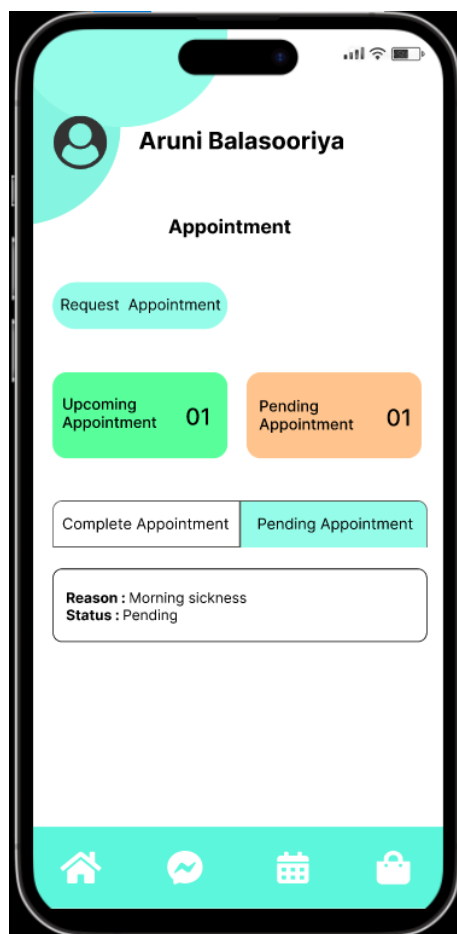 Aruni Balasooriya
Appointment
Request Appointment
Upcoming
Appointment
01
Pending
Appointment
01
Complete Appointment
Pending Appointment
Reason : Morning sickness
Status : Pending